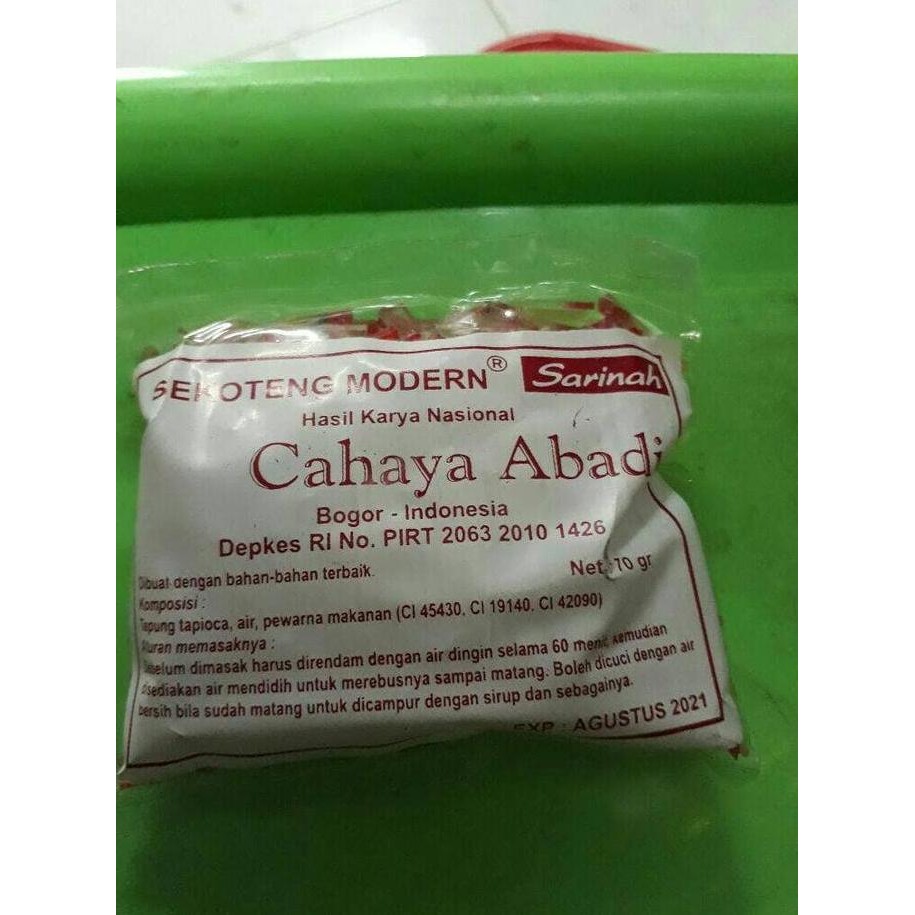 SEKOTENG MODERN ® Sarinah
Hasil Karya Nasional
Cahaya Abadi
Bogor - Indonesia
Depkes RI No. PIRT 2063 2010 1426
Dibuat dengan bahan-bahan terbaik. Net. 70 gr
Komposisi :
Tapung tapioca, air, pewarna makanan (CI 45430. CI 19140. CI 42090)
Aturan memasaknya :
Sebelum dimasak harus direndam dengan air dingin selama 60 menit kemudian
disediakan air mendidih untuk merebusnya sampai matang. Boleh dicuci dengan air
bersih bila sudah matang untuk dicampur dengan sirup dan sebagainya.
EXP : AGUSTUS 2021